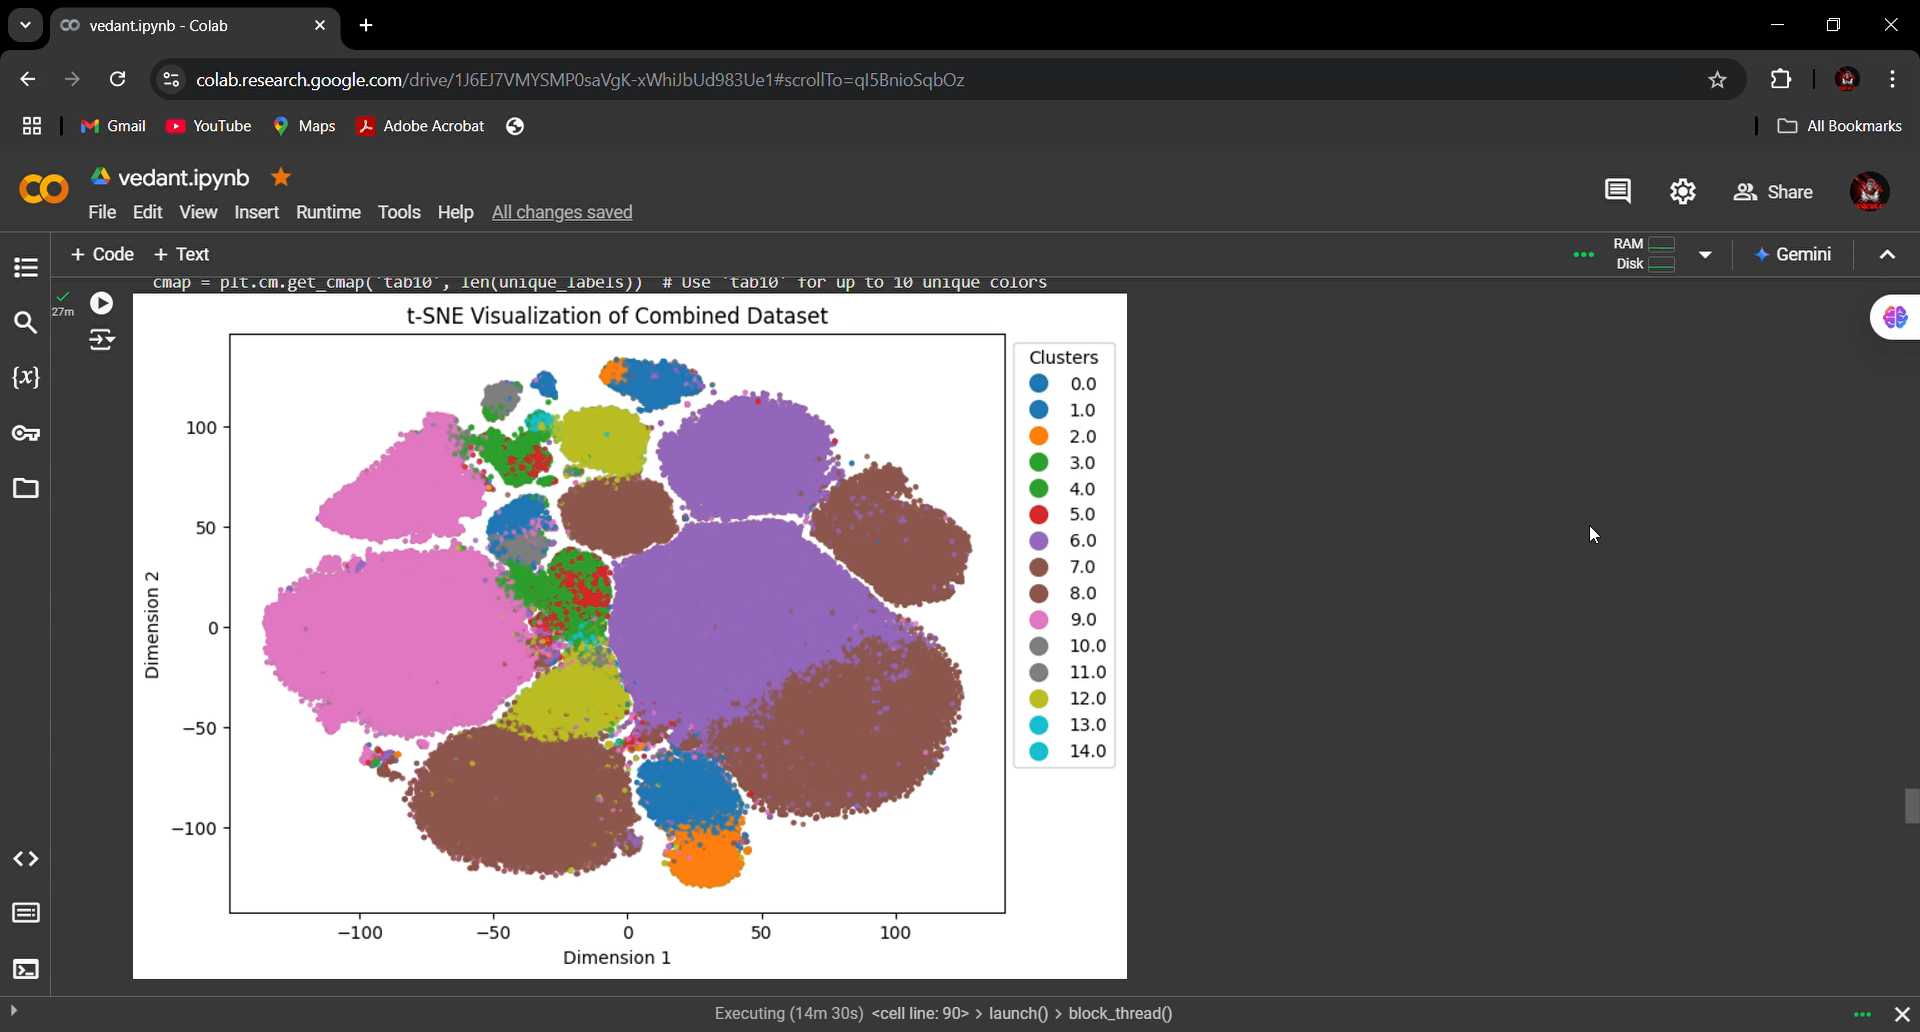 vedant.ipynb - Colab
colab.research.google.com/drive/1J6EJ7VMYSMP0saVgK-xWhiJbUd983Ue1#scrollTo=qI5BnioSqbOz
Gmail YouTube Maps Adobe Acrobat All Bookmarks
vedant.ipynb
File Edit View Insert Runtime Tools Help All changes saved
Share
+ Code + Text
RAM
Disk
Gemini
cmap = plt.cm.get_cmap('tab10', len(unique_labels)) # Use 'tab10' for up to 10 unique colors
27m
t-SNE Visualization of Combined Dataset
Clusters
0.0
1.0
2.0
3.0
4.0
5.0
6.0
7.0
8.0
9.0
10.0
11.0
12.0
13.0
14.0
100
50
0
−50
−100
Dimension 2
−100 −50 0 50 100
Dimension 1
Executing (14m 30s) <cell line: 90> > launch() > block_thread()